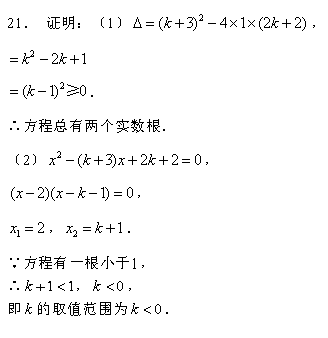 21． 证明：（1）Δ=(k+3)²－4×1×(2k+2)，
=k²－2k+1
=(k－1)²≥0．
∴方程总有两个实数根．
（2）x²－(k+3)x+2k+2=0，
(x－2)(x－k－1)=0，
x₁=2，x₂=k+1．
∵方程有一根小于1，
∴k+1<1，k<0，
即k的取值范围为k<0．